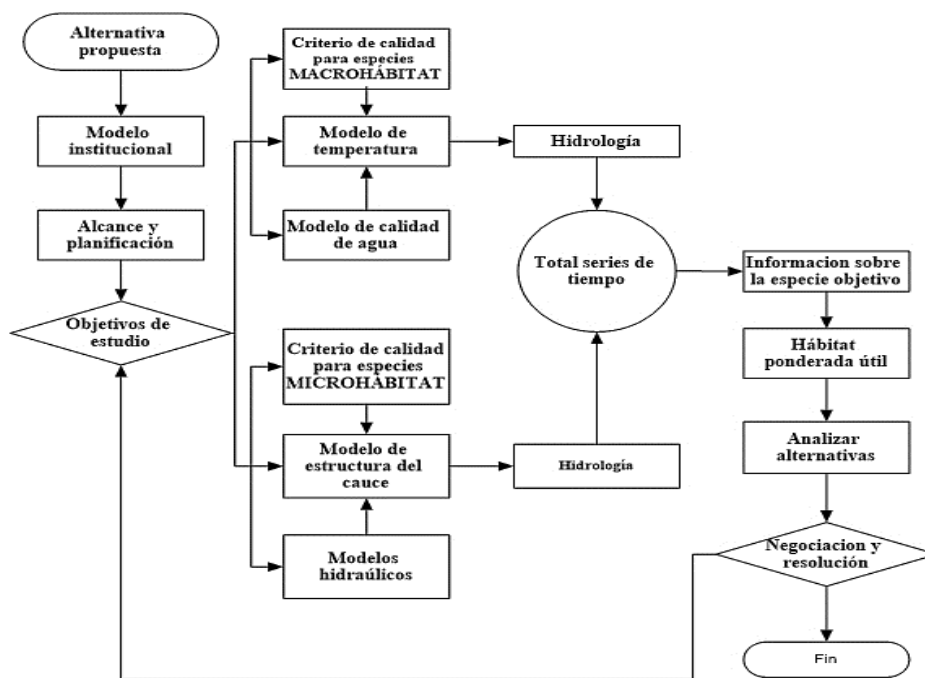 Alternativa
propuesta
Modelo
institucional
Alcance y
planificación
Objetivos de
estudio
Criterio de calidad
para especies
MACROHÁBITAT
Modelo de
temperatura
Modelo de calidad
de agua
Criterio de calidad
para especies
MICROHÁBITAT
Modelo de
estructura del
cauce
Modelos
hidraúlicos
Hidrología
Total series de
tiempo
Hidrología
Informacion sobre
la especie objetivo
Hábitat
ponderada útil
Analizar
alternativas
Negociacion y
resolución
Fin